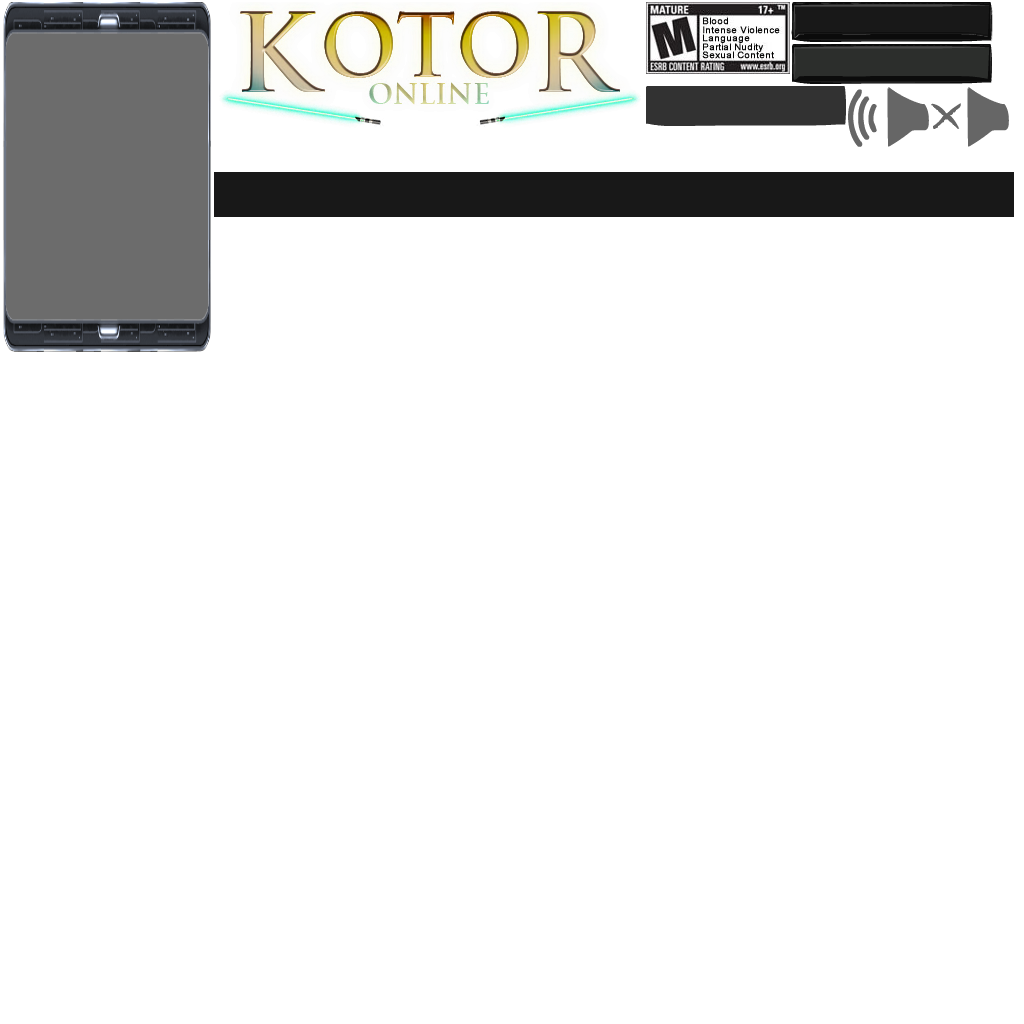 KOTOR
ONLINE
MATURE 17+ ™
M
Blood
Intense Violence
Language
Partial Nudity
Sexual Content
ESRB CONTENT RATING www.esrb.org